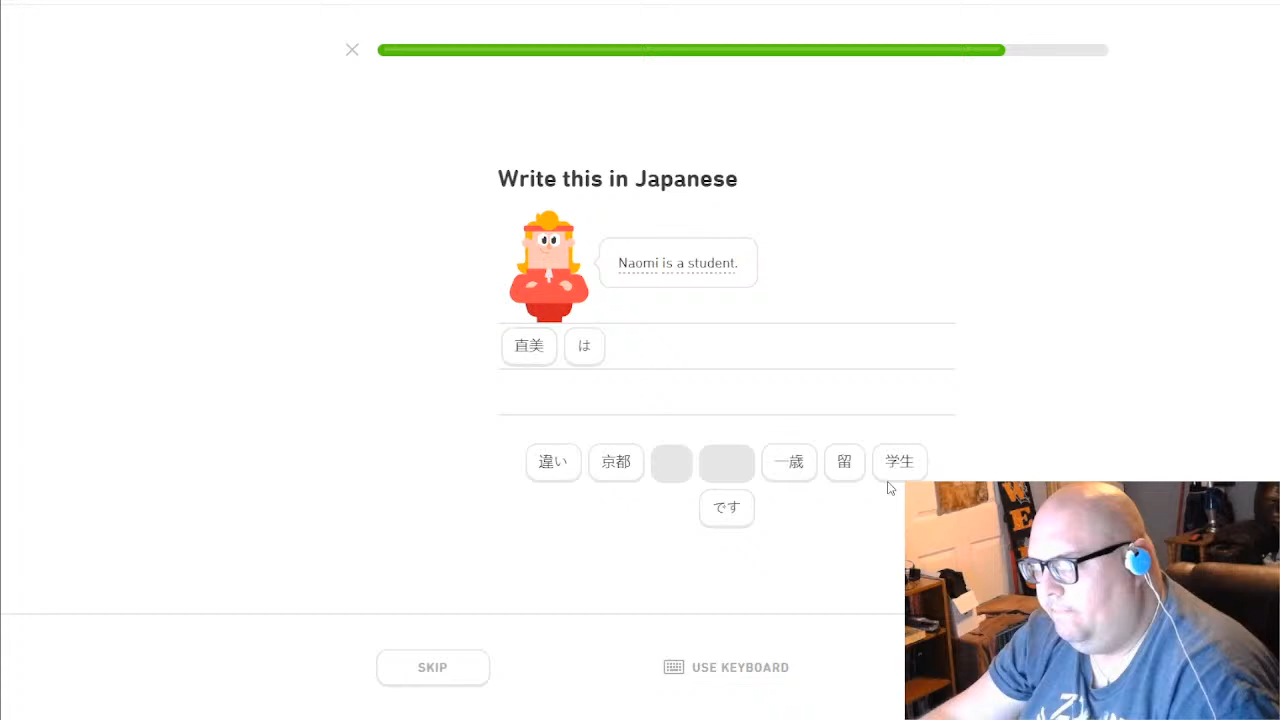 Write this in Japanese
Naomi is a student.
直美 は
違い 京都 一歳 留 学生
です
SKIP
USE KEYBOARD